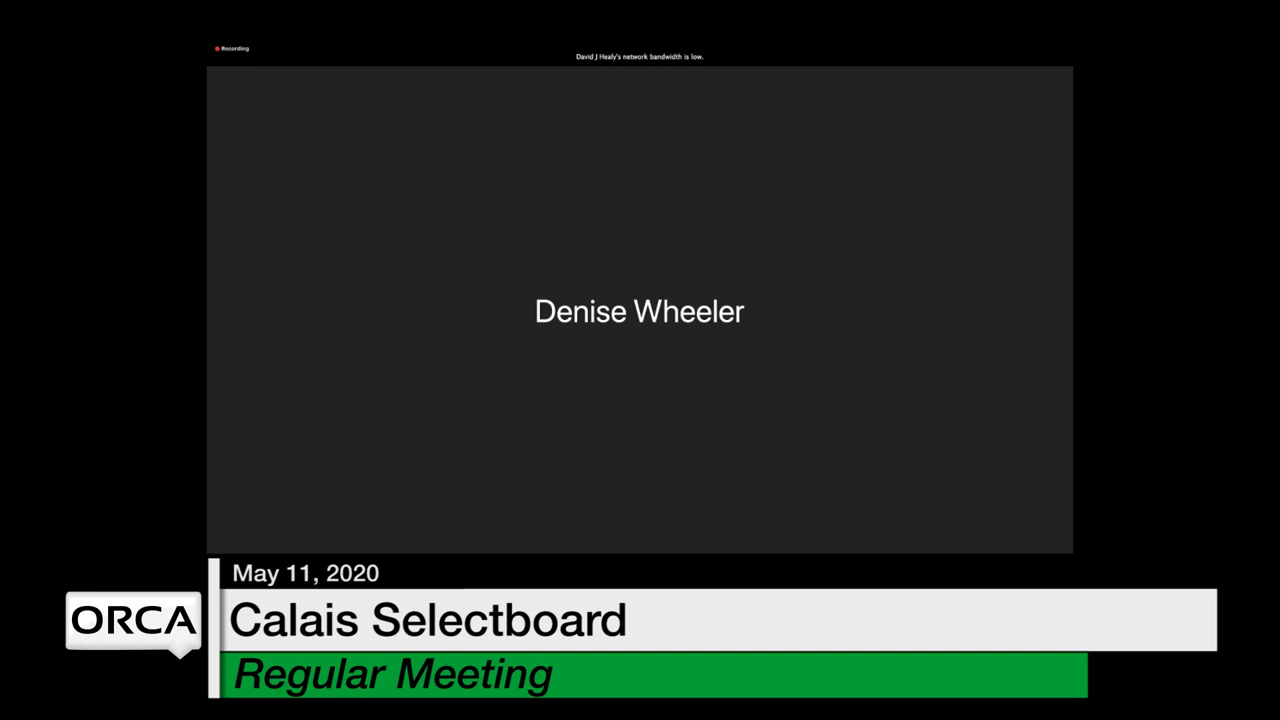 Recording
David J Healy's network bandwidth is low.
Denise Wheeler
May 11, 2020
ORCA
Calais Selectboard
Regular Meeting